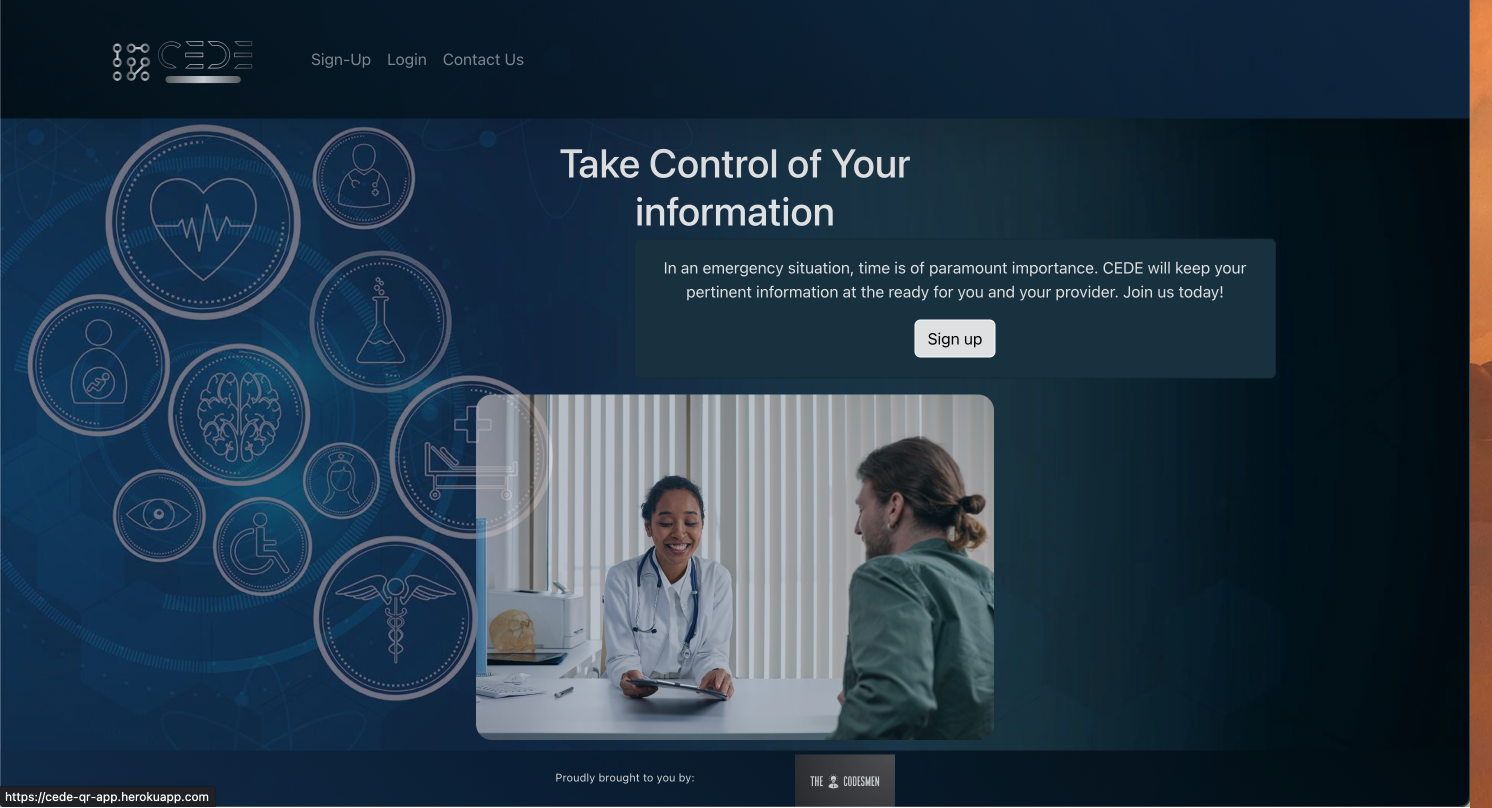 CEDE
Sign-Up Login Contact Us
Take Control of Your
information
In an emergency situation, time is of paramount importance. CEDE will keep your
pertinent information at the ready for you and your provider. Join us today!
Sign up
Proudly brought to you by:
THE CODESMEN
https://cede-qr-app.herokuapp.com